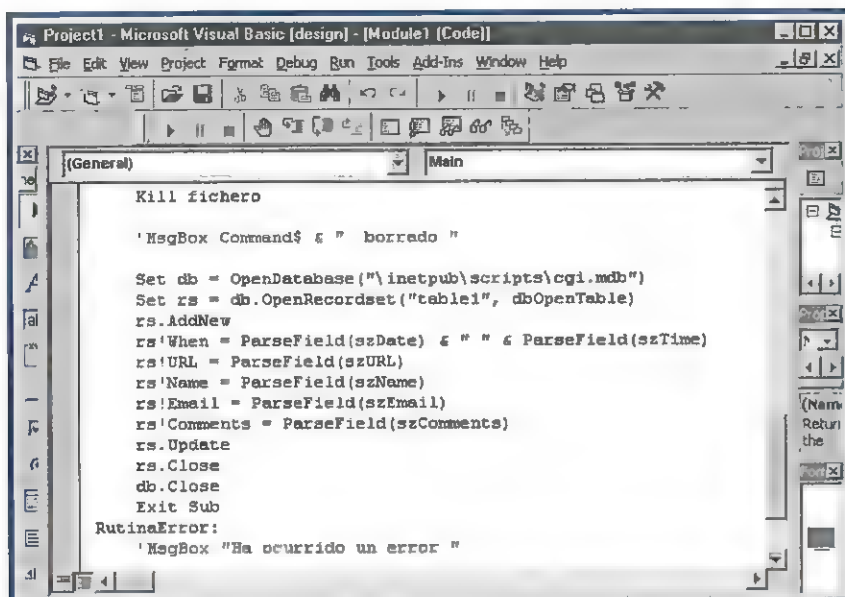 Project1 - Microsoft Visual Basic [design] - [Module1 (Code)]
File Edit View Project Format Debug Run Tools Add-Ins Window Help
(General) Main
Kill fichero
'MsgBox Command$ & " borrado "
Set db = OpenDatabase("\inetpub\scripts\cgi.mdb")
Set rs = db.OpenRecordset("table1", dbOpenTable)
rs.AddNew
rs!When = ParseField(szDate) & " " & ParseField(szTime)
rs!URL = ParseField(szURL)
rs!Name = ParseField(szName)
rs!Email = ParseField(szEmail)
rs!Comments = ParseField(szComments)
rs.Update
rs.Close
db.Close
Exit Sub
RutinaError:
'MsgBox "Ha ocurrido un error "
(Name
Return
the